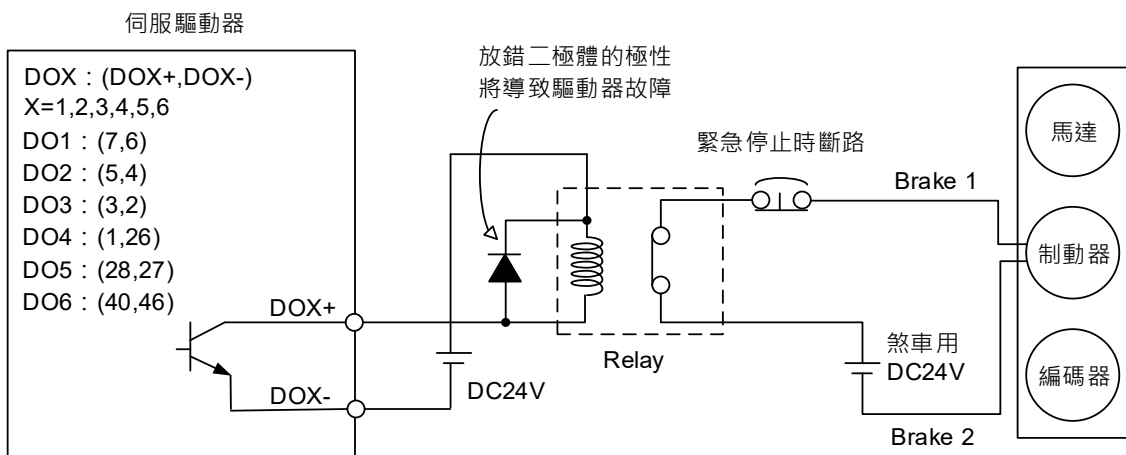 伺服驅動器
DOX：(DOX+,DOX-)
X=1,2,3,4,5,6
DO1：(7,6)
DO2：(5,4)
DO3：(3,2)
DO4：(1,26)
DO5：(28,27)
DO6：(40,46)
DOX+
DOX-
放錯二極體的極性
將導致驅動器故障
DC24V
Relay
緊急停止時斷路
Brake 1
煞車用
DC24V
Brake 2
馬達
制動器
編碼器